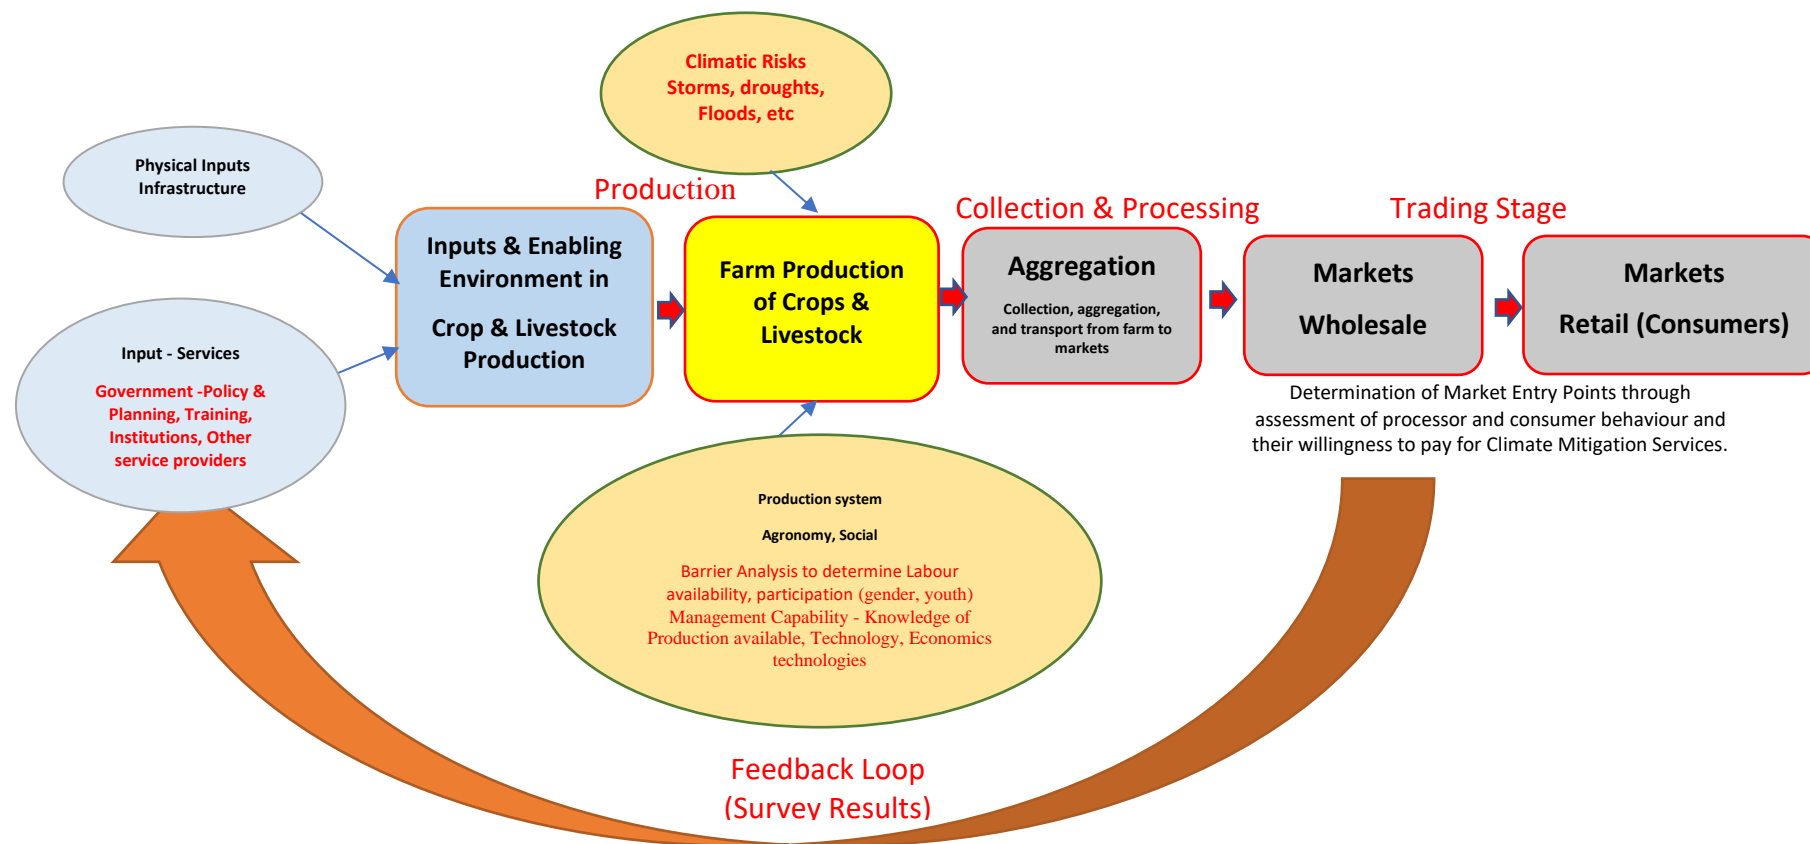 Climatic Risks
Storms, droughts,
Floods, etc
Physical Inputs
Infrastructure
Production
Collection & Processing
Trading Stage
Inputs & Enabling
Environment in
Crop & Livestock
Production
Farm Production
of Crops &
Livestock
Aggregation
Collection, aggregation,
and transport from farm to
markets
Markets
Wholesale
Markets
Retail (Consumers)
Input - Services
Government -Policy &
Planning, Training,
Institutions, Other
service providers
Determination of Market Entry Points through
assessment of processor and consumer behaviour and
their willingness to pay for Climate Mitigation Services.
Production system
Agronomy, Social
Barrier Analysis to determine Labour
availability, participation (gender, youth)
Management Capability - Knowledge of
Production available, Technology, Economics
technologies
Feedback Loop
(Survey Results)